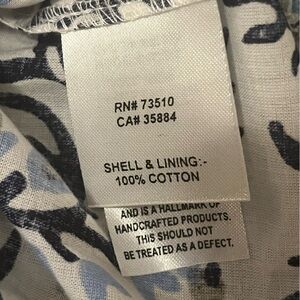 RN# 73510
CA# 35884
SHELL & LINING:-
100% COTTON
AND IS A HALLMARK OF
HANDCRAFTED PRODUCTS.
THIS SHOULD NOT
BE TREATED AS A DEFECT.